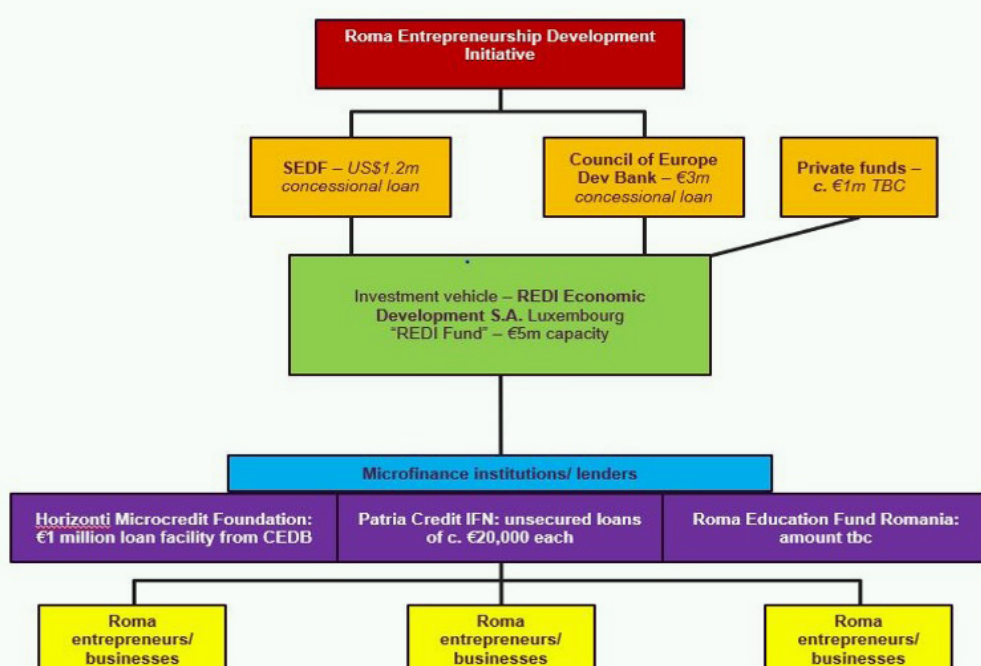 Roma Entrepreneurship Development
Initiative
SEDF – US$1.2m
concessional loan
Council of Europe
Dev Bank – €3m
concessional loan
Private funds –
c. €1m TBC
Investment vehicle – REDI Economic
Development S.A. Luxembourg
"REDI Fund" – €5m capacity
Microfinance institutions/ lenders
Horizonti Microcredit Foundation:
€1 million loan facility from CEDB
Patria Credit IFN: unsecured loans
of c. €20,000 each
Roma Education Fund Romania:
amount tbc
Roma
entrepreneurs/
businesses
Roma
entrepreneurs/
businesses
Roma
entrepreneurs/
businesses